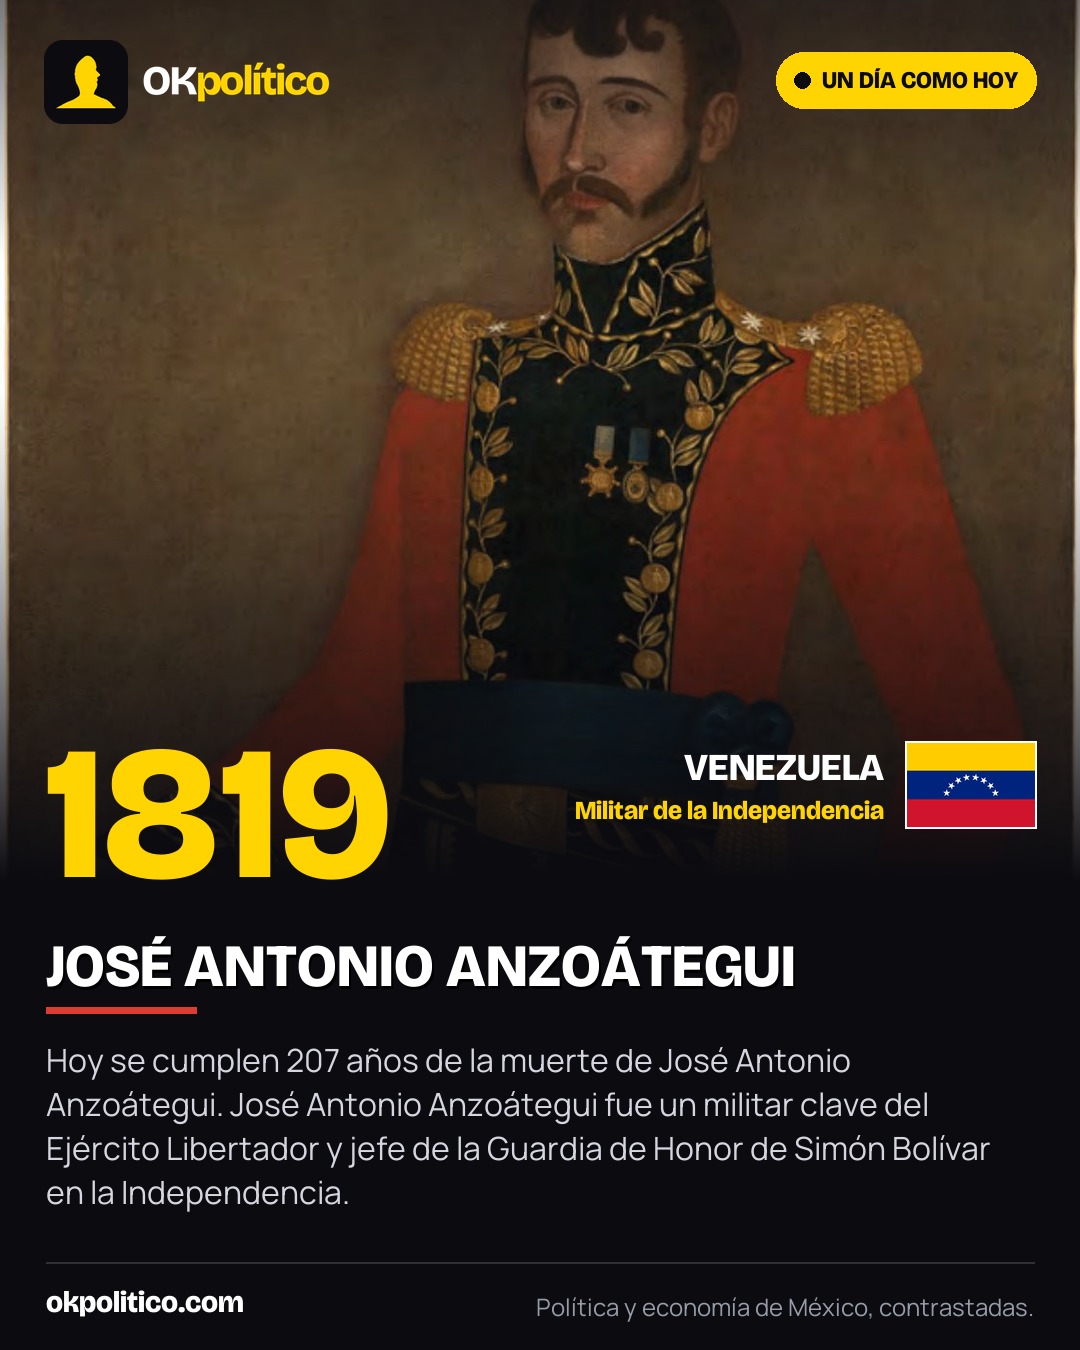 OKpolítico
UN DÍA COMO HOY
1819
VENEZUELA
Militar de la Independencia
JOSÉ ANTONIO ANZOÁTEGUI
Hoy se cumplen 207 años de la muerte de José Antonio
Anzoátegui. José Antonio Anzoátegui fue un militar clave del
Ejército Libertador y jefe de la Guardia de Honor de Simón Bolívar
en la Independencia.
okpolitico.com
Política y economía de México, contrastadas.